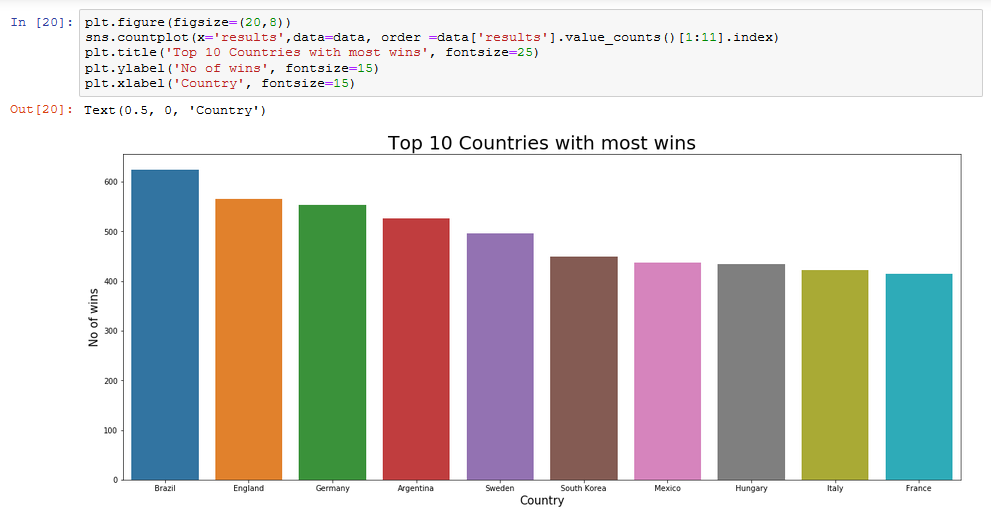 In [20]: plt.figure(figsize=(20,8))
sns.countplot(x='results',data=data, order =data['results'].value_counts()[1:11].index)
plt.title('Top 10 Countries with most wins', fontsize=25)
plt.ylabel('No of wins', fontsize=15)
plt.xlabel('Country', fontsize=15)
Out[20]: Text(0.5, 0, 'Country')
Top 10 Countries with most wins
600
500
400
300
200
100
0
No of wins
Brazil England Germany Argentina Sweden South Korea Mexico Hungary Italy France
Country